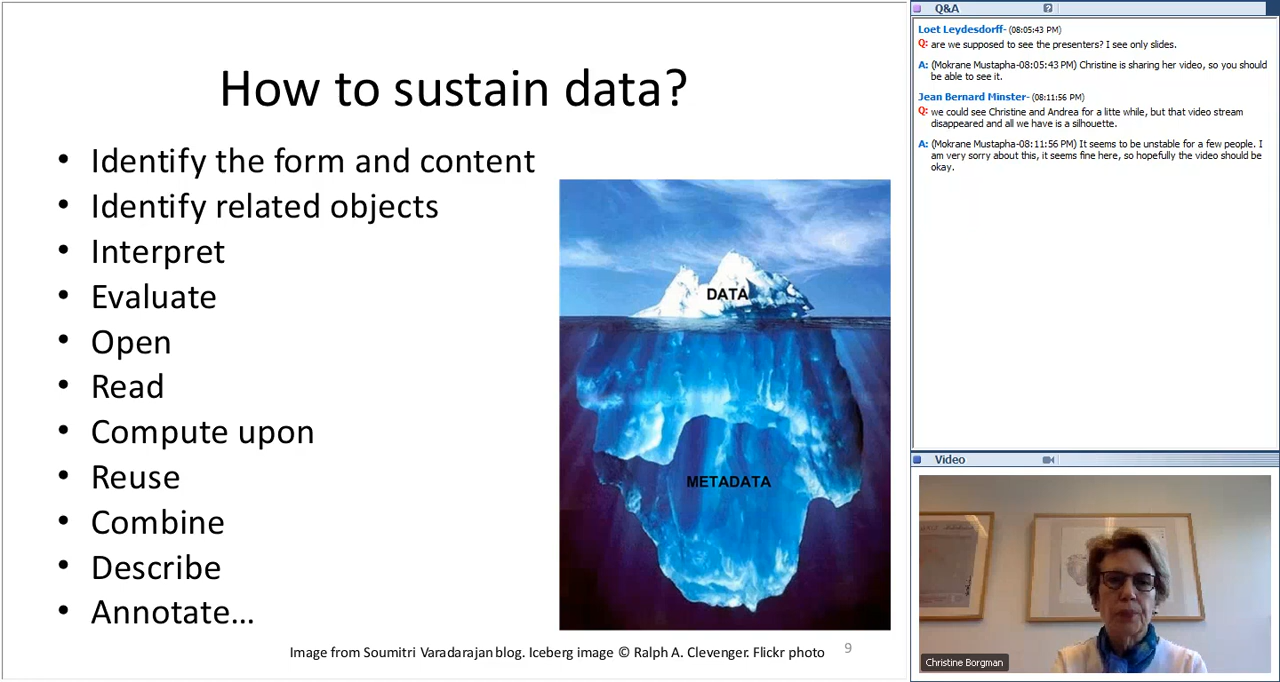 How to sustain data?
• Identify the form and content
• Identify related objects
• Interpret
• Evaluate
• Open
• Read
• Compute upon
• Reuse
• Combine
• Describe
• Annotate…
DATA
METADATA
Image from Soumitri Varadarajan blog. Iceberg image © Ralph A. Clevenger. Flickr photo
9
Q&A
?
Loet Leydesdorff- (08:05:43 PM)
Q: are we supposed to see the presenters? I see only slides.
A: (Mokrane Mustapha-08:05:43 PM) Christine is sharing her video, so you should
be able to see it.
Jean Bernard Minster- (08:11:56 PM)
Q: we could see Christine and Andrea for a litte while, but that video stream
disappeared and all we have is a silhouette.
A: (Mokrane Mustapha-08:11:56 PM) It seems to be unstable for a few people. I
am very sorry about this, it seems fine here, so hopefully the video should be
okay.
Video
Christine Borgman